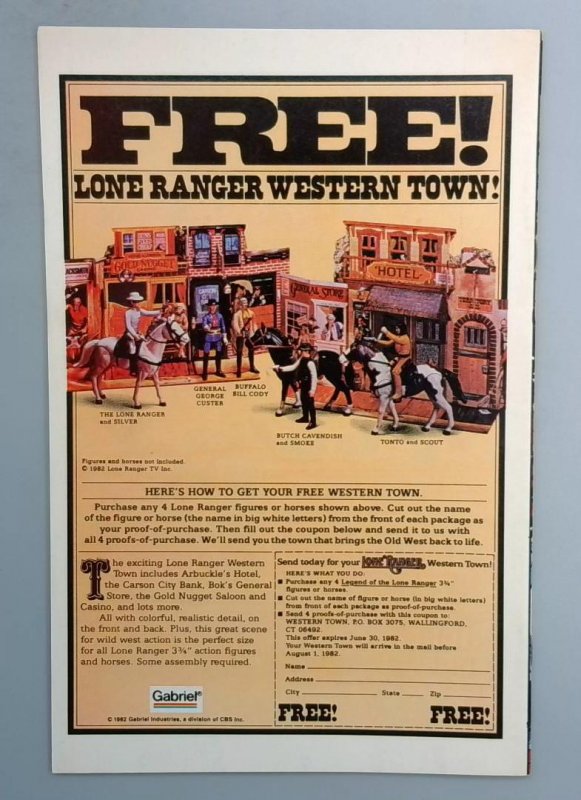 FREE!
LONE RANGER WESTERN TOWN!
GOLD NUGGET
GENERAL STORE
HOTEL
THE LONE RANGER
and SILVER
GENERAL
GEORGE
CUSTER
BUFFALO
BILL CODY
BUTCH CAVENDISH
and SMOKE
TONTO and SCOUT
Figures and horses not included.
© 1982 Lone Ranger TV Inc.
HERE'S HOW TO GET YOUR FREE WESTERN TOWN.
Purchase any 4 Lone Ranger figures or horses shown above. Cut out the name
of the figure or horse (the name in big white letters) from the front of each package as
your proof-of-purchase. Then fill out the coupon below and send it to us with
all 4 proofs-of-purchase. We'll send you the town that brings the Old West back to life.
The exciting Lone Ranger Western
Town includes Arbuckle's Hotel,
the Carson City Bank, Bok's General
Store, the Gold Nugget Saloon and
Casino, and lots more.
All with colorful, realistic detail, on
the front and back. Plus, this great scene
for wild west action is the perfect size
for all Lone Ranger 3¾" action figures
and horses. Some assembly required.
Gabriel®
© 1982 Gabriel Industries, a division of CBS Inc.
Send today for your LONE RANGER Western Town!
HERE'S WHAT YOU DO:
■ Purchase any 4 Legend of the Lone Ranger 3¾"
figures or horses.
■ Cut out the name of figure or horse (in big white letters)
from front of each package as proof-of-purchase.
■ Send 4 proofs-of-purchase with this coupon to:
WESTERN TOWN, P.O. BOX 3075, WALLINGFORD,
CT 06492.
This offer expires June 30, 1982.
Your Western Town will arrive in the mail before
August 1, 1982.
Name
Address
City State Zip
FREE! FREE!